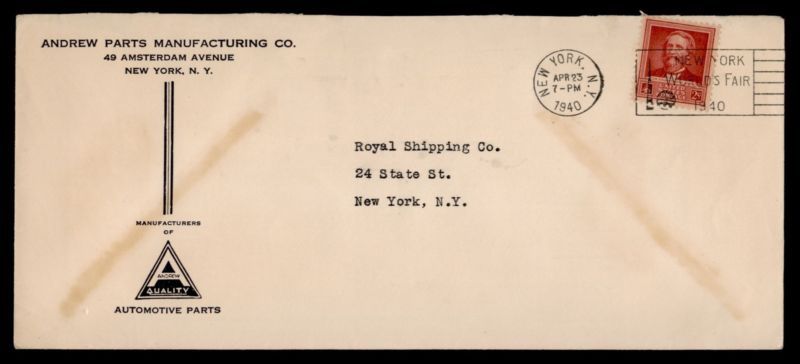 ANDREW PARTS MANUFACTURING CO.
49 AMSTERDAM AVENUE
NEW YORK, N. Y.
NEW YORK, N.Y.
APR 23
7-PM
1940
NEW YORK
WORLD'S FAIR
1940
Royal Shipping Co.
24 State St.
New York, N.Y.
MANUFACTURERS
OF
ANDREW
QUALITY
AUTOMOTIVE PARTS